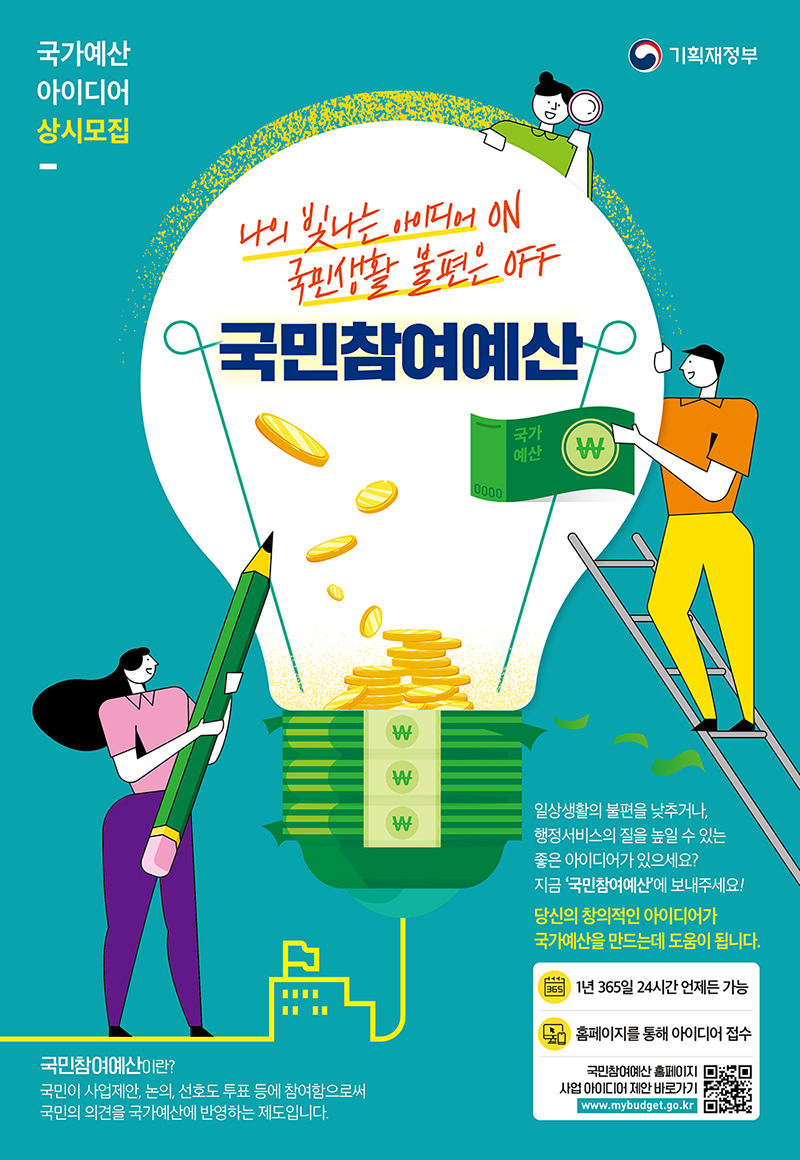 국가예산
아이디어
상시모집
기획재정부
나의 빛나는 아이디어 ON
국민생활 불편은 OFF
국민참여예산
국가
예산
₩
0000
₩
₩
₩
일상생활의 불편을 낮추거나,
행정서비스의 질을 높일 수 있는
좋은 아이디어가 있으세요?
지금 ‘국민참여예산’에 보내주세요!
당신의 창의적인 아이디어가
국가예산을 만드는데 도움이 됩니다.
365
1년 365일 24시간 언제든 가능
홈페이지를 통해 아이디어 접수
국민참여예산 홈페이지
사업 아이디어 제안 바로가기
www.mybudget.go.kr
국민참여예산이란?
국민이 사업제안, 논의, 선호도 투표 등에 참여함으로써
국민의 의견을 국가예산에 반영하는 제도입니다.